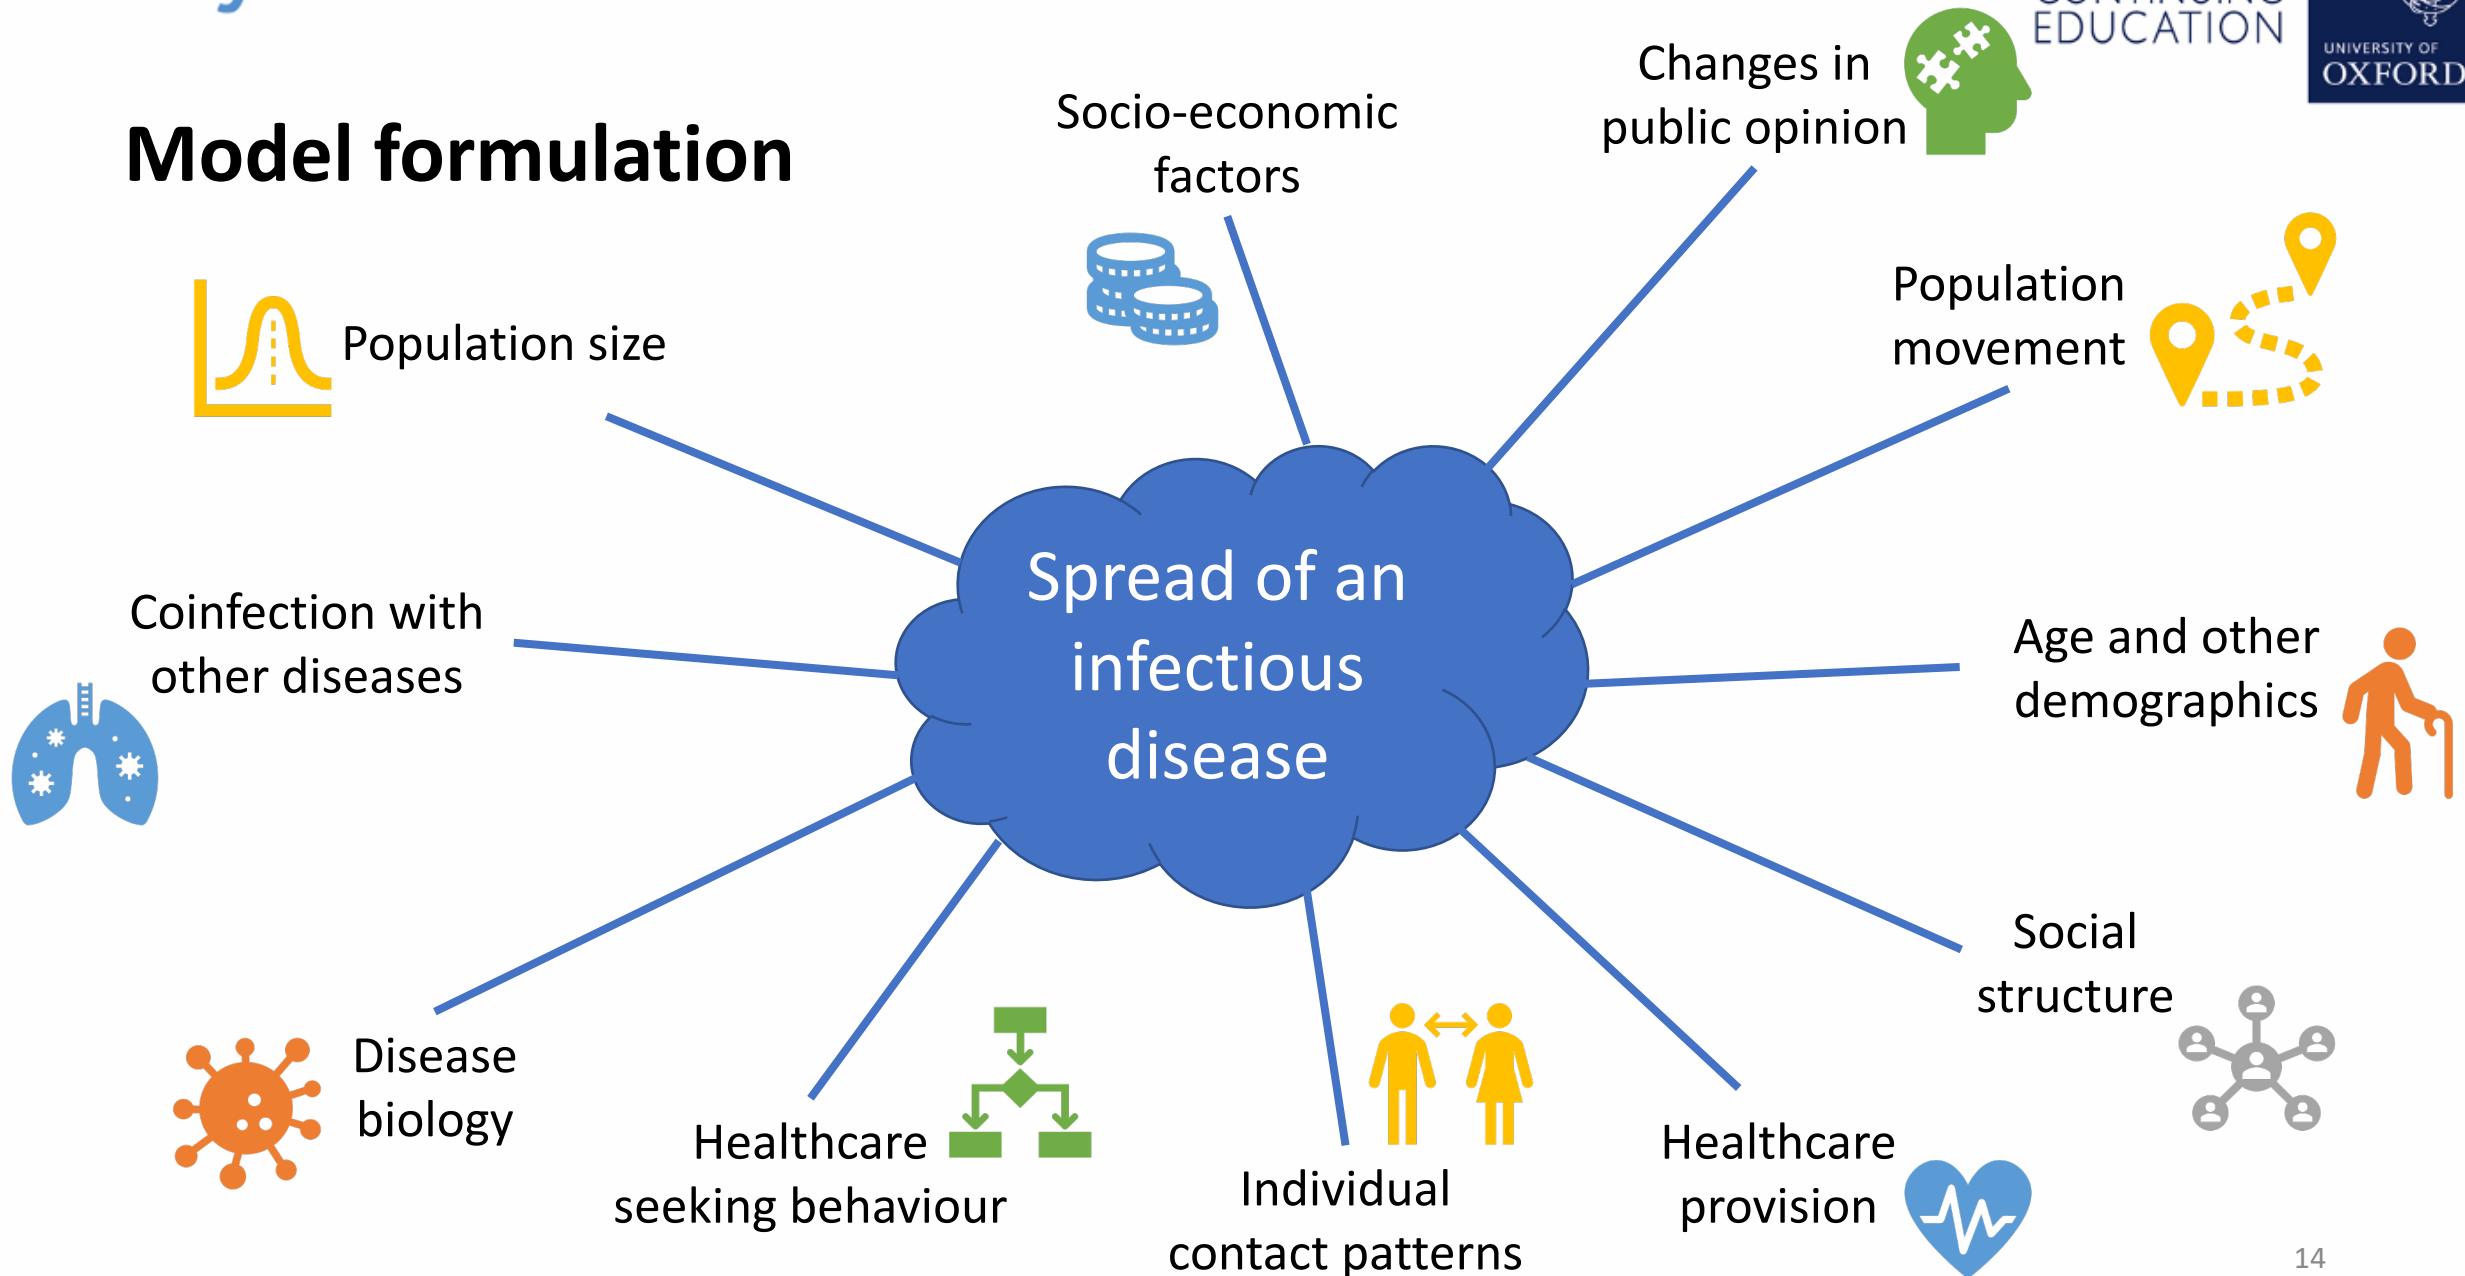 EDUCATION
UNIVERSITY OF
OXFORD
Model formulation
Socio-economic
factors
Changes in
public opinion
Population
movement
Population size
Coinfection with
other diseases
Spread of an
infectious
disease
Age and other
demographics
Social
structure
Disease
biology
Healthcare
seeking behaviour
Individual
contact patterns
Healthcare
provision
14